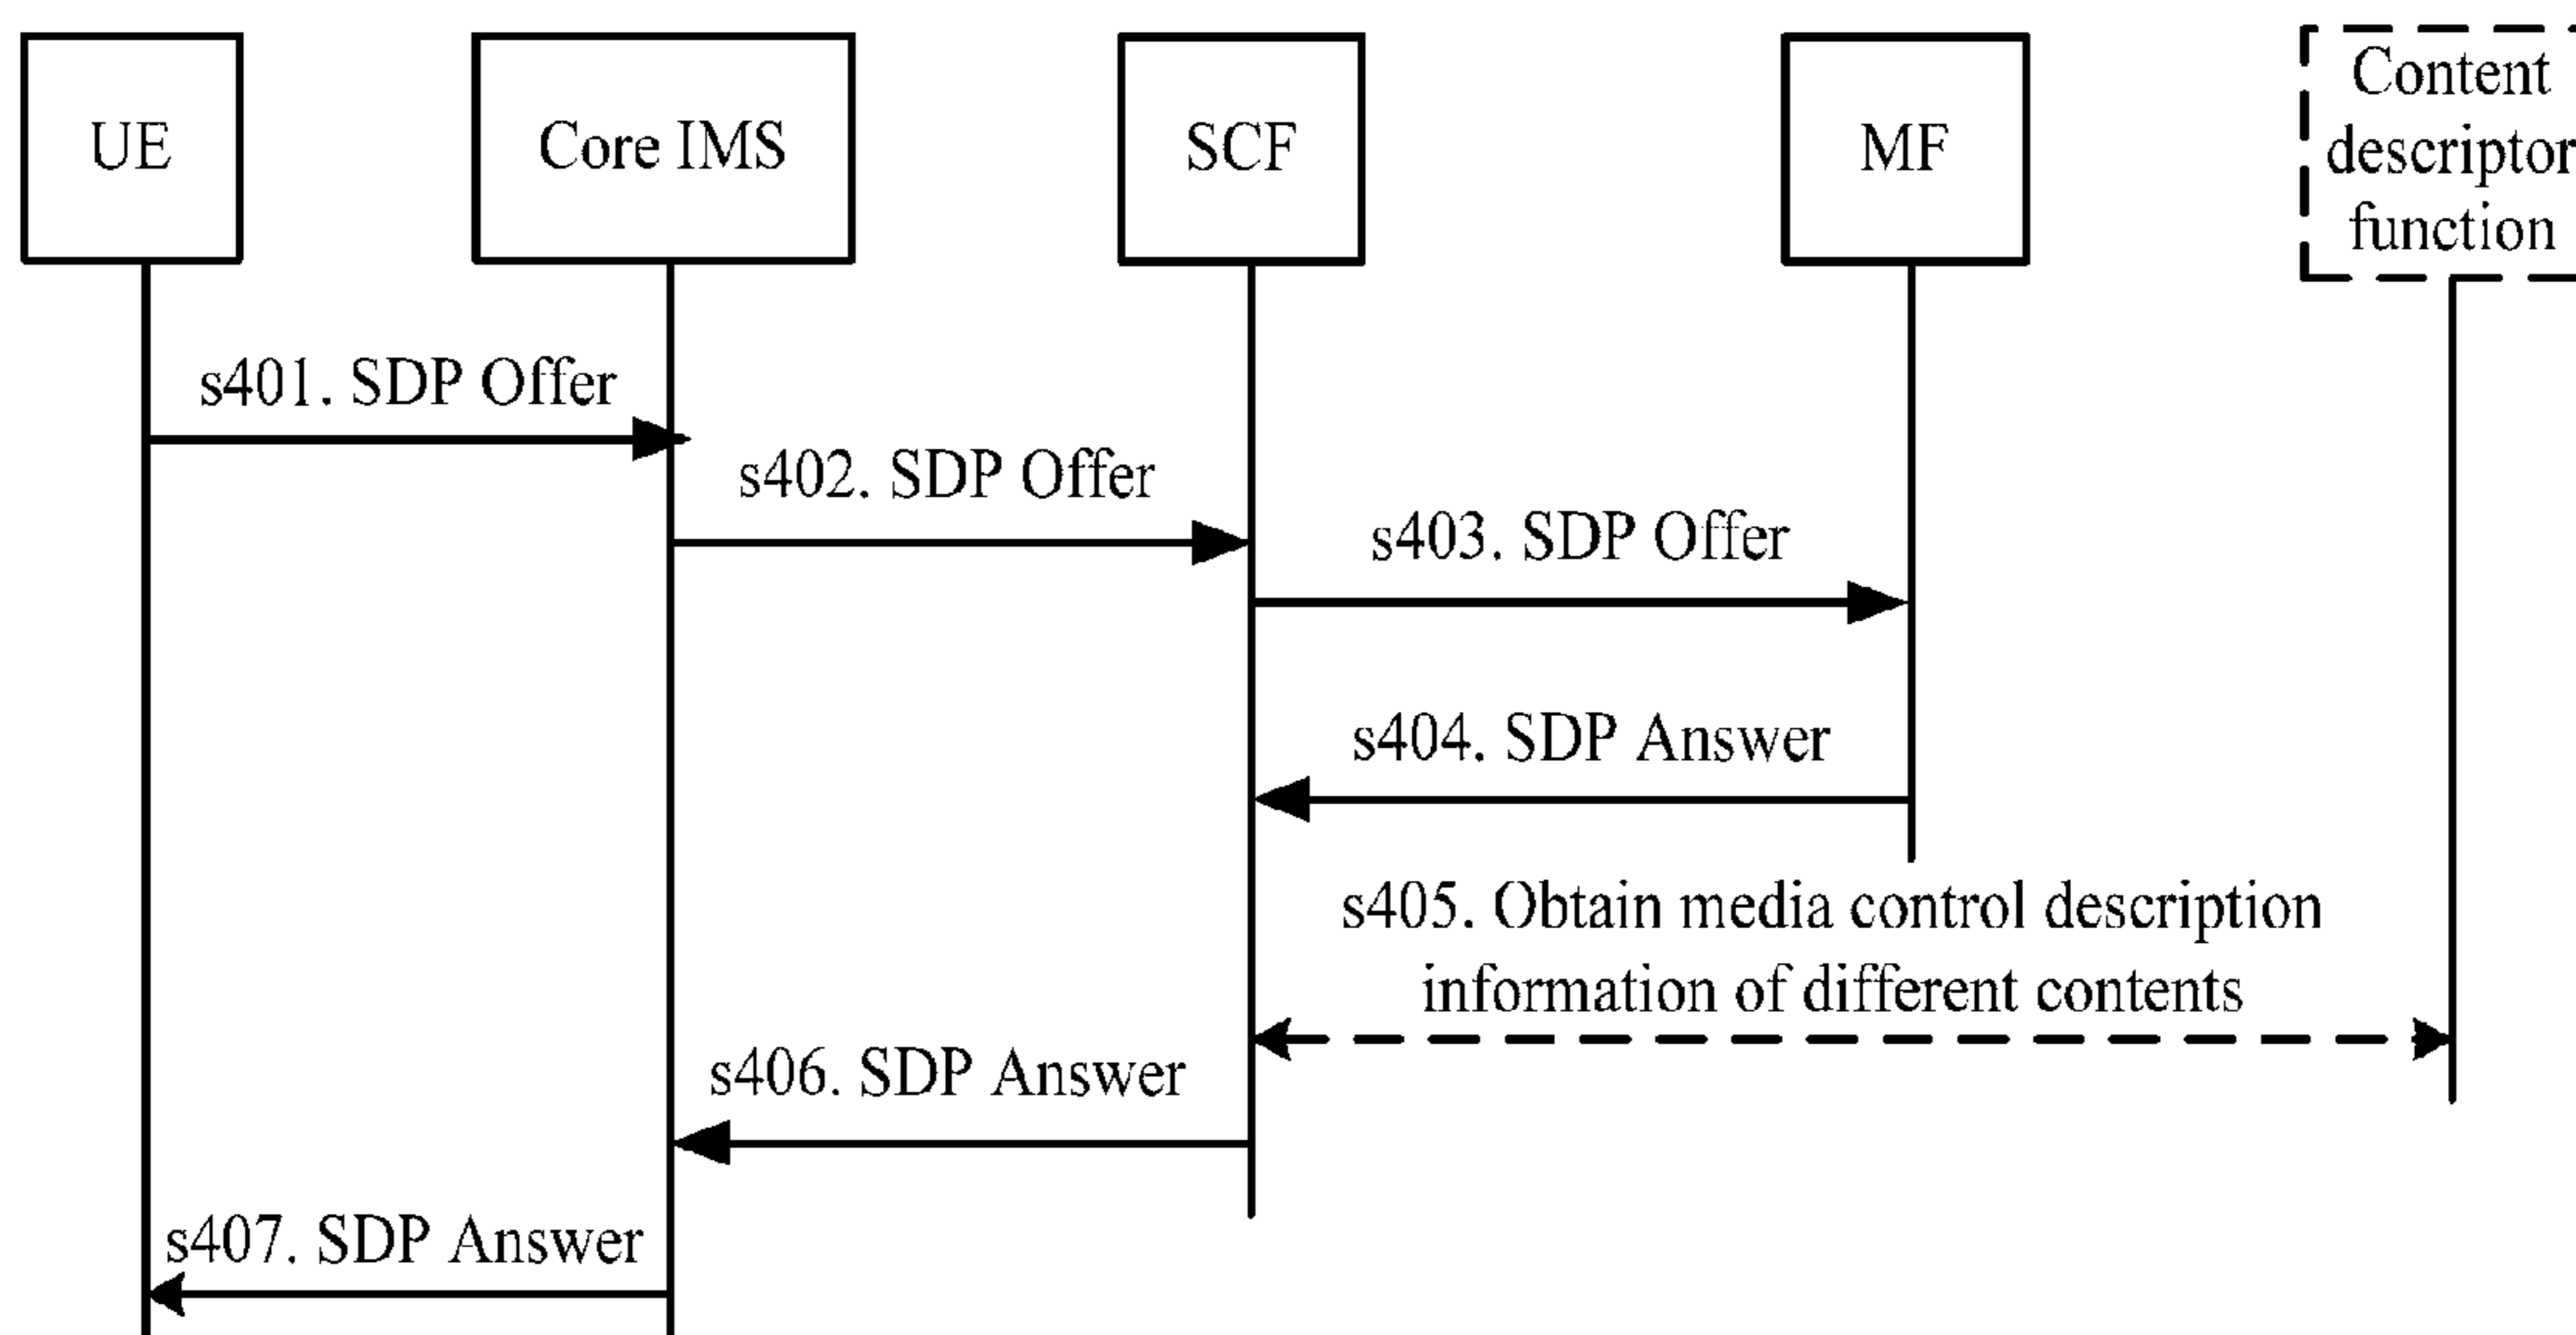 UE
Core IMS
SCF
MF
Content
descriptor
function
s401. SDP Offer
s402. SDP Offer
s403. SDP Offer
s404. SDP Answer
s405. Obtain media control description
information of different contents
s406. SDP Answer
s407. SDP Answer